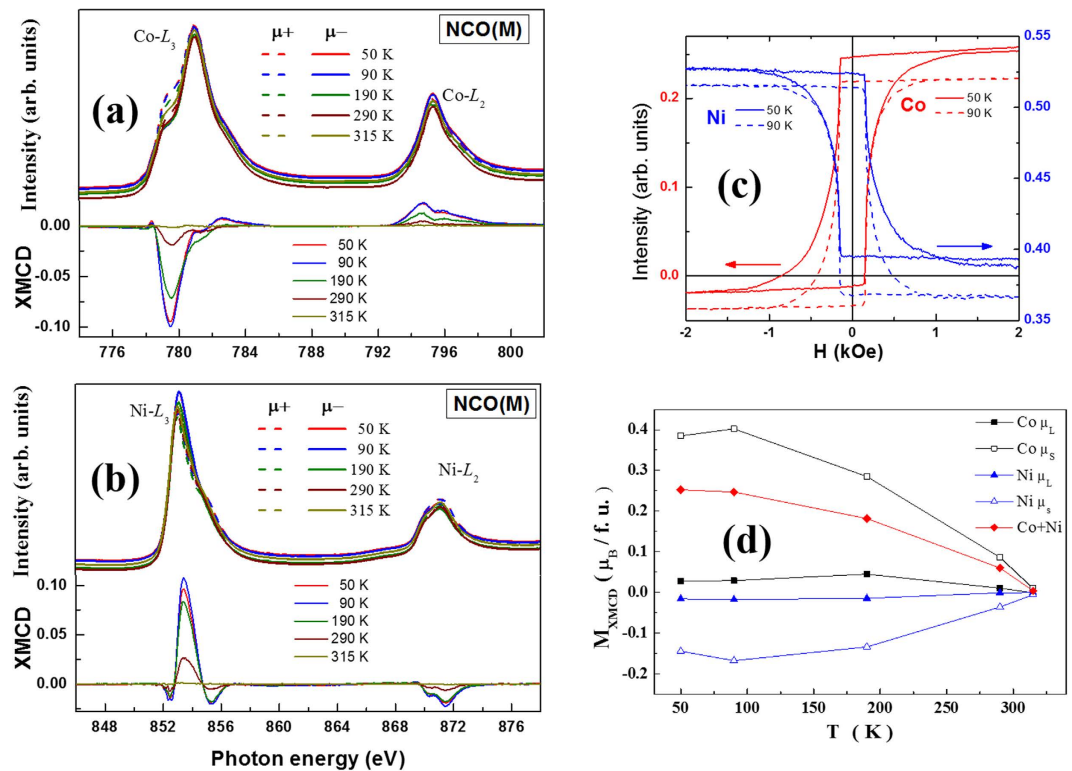 (a)
Co-L3
μ+ μ−
NCO(M)
50 K
90 K
190 K
290 K
315 K
Co-L2
Intensity (arb. units)
0.00
-0.05
-0.10
XMCD
50 K
90 K
190 K
290 K
315 K
776 780 784 788 792 796 800
(b)
Ni-L3
μ+ μ−
NCO(M)
50 K
90 K
190 K
290 K
315 K
Ni-L2
Intensity (arb. units)
0.10
0.05
0.00
XMCD
50 K
90 K
190 K
290 K
315 K
848 852 856 860 864 868 872 876
Photon energy (eV)
(c)
Intensity (arb. units)
0.2
0.1
0.0
0.55
0.50
0.45
0.40
0.35
Ni
50 K
90 K
Co
50 K
90 K
-2 -1 0 1 2
H (kOe)
(d)
M XMCD ( μB / f. u. )
0.4
0.3
0.2
0.1
0.0
-0.1
-0.2
Co μL
Co μS
Ni μL
Ni μs
Co+Ni
50 100 150 200 250 300
T ( K )